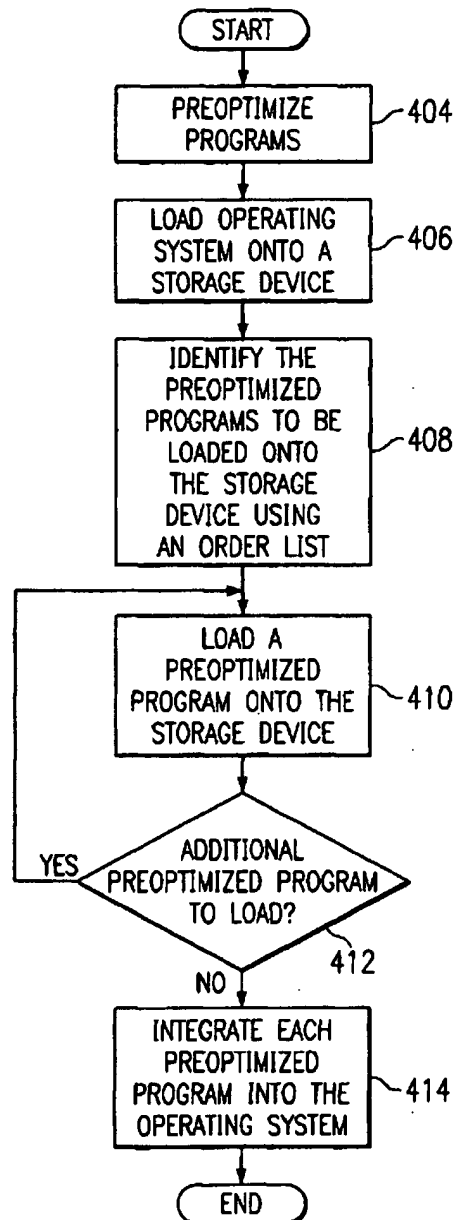 START
PREOPTIMIZE
PROGRAMS
404
LOAD OPERATING
SYSTEM ONTO A
STORAGE DEVICE
406
IDENTIFY THE
PREOPTIMIZED
PROGRAMS TO BE
LOADED ONTO
THE STORAGE
DEVICE USING
AN ORDER LIST
408
LOAD A
PREOPTIMIZED
PROGRAM ONTO THE
STORAGE DEVICE
410
YES
ADDITIONAL
PREOPTIMIZED PROGRAM
TO LOAD?
412
NO
INTEGRATE EACH
PREOPTIMIZED
PROGRAM INTO THE
OPERATING SYSTEM
414
END